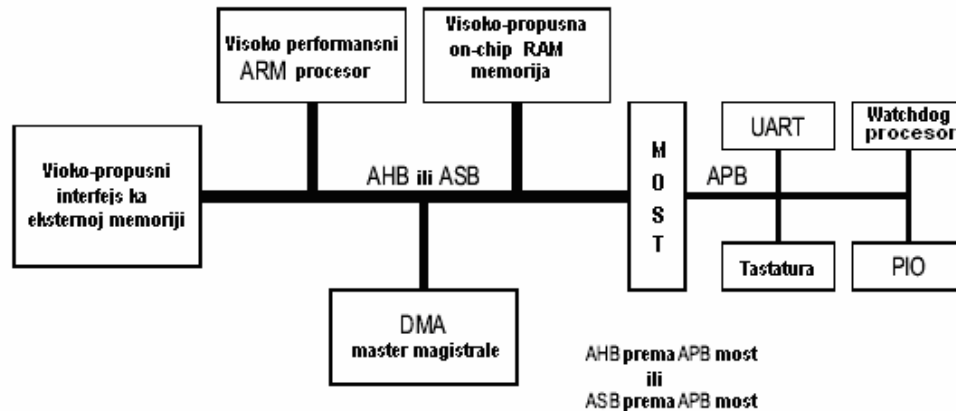 Visoko performansni
ARM procesor
Visoko-propusna
on-chip RAM
memorija
Vioko-propusni
interfejs ka
eksternoj memoriji
AHB ili ASB
M
O
S
T
APB
UART
Watchdog
procesor
Tastatura
PIO
DMA
master magistrale
AHB prema APB most
ili
ASB prema APB most